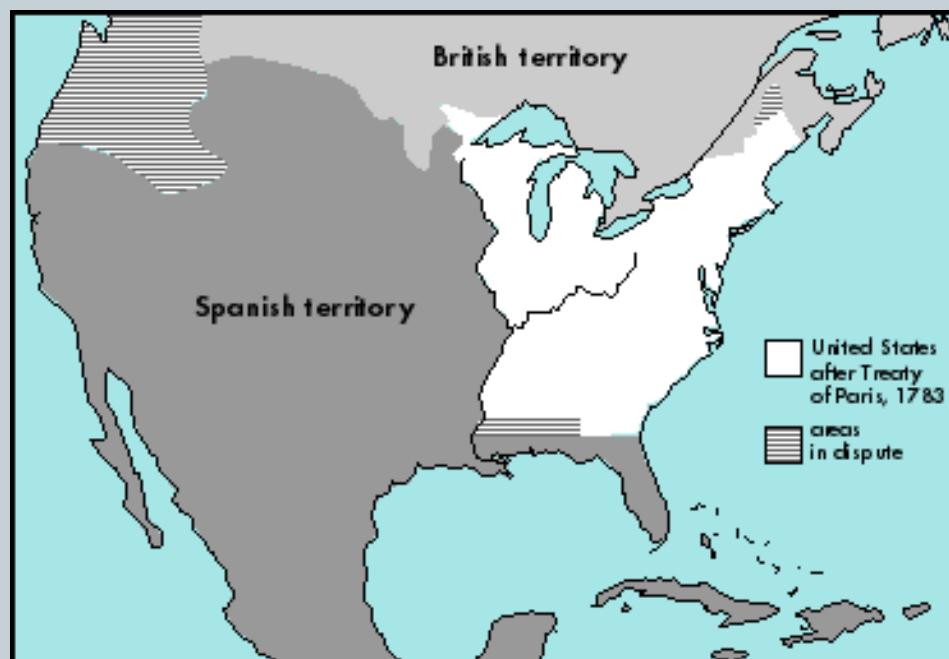 British territory
Spanish territory
United States
after Treaty
of Paris, 1783
areas
in dispute